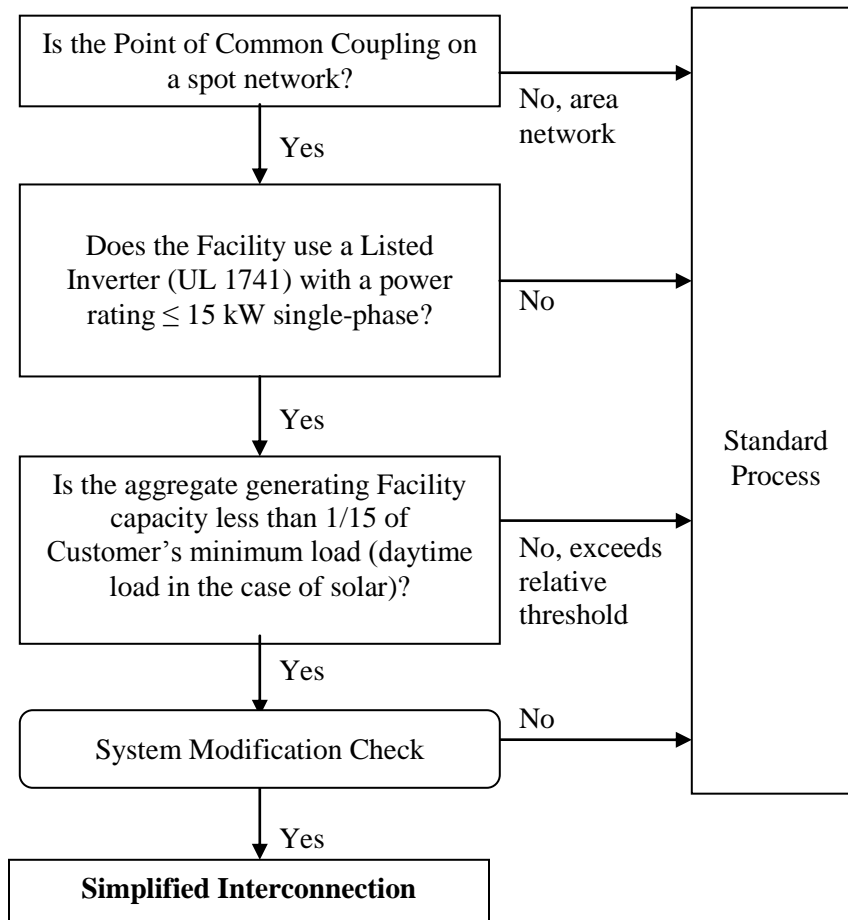 Is the Point of Common Coupling on
a spot network?
No, area
network
Yes
Does the Facility use a Listed
Inverter (UL 1741) with a power
rating ≤ 15 kW single-phase?
No
Yes
Standard
Process
Is the aggregate generating Facility
capacity less than 1/15 of
Customer’s minimum load (daytime
load in the case of solar)?
No, exceeds
relative
threshold
Yes
No
System Modification Check
Yes
Simplified Interconnection